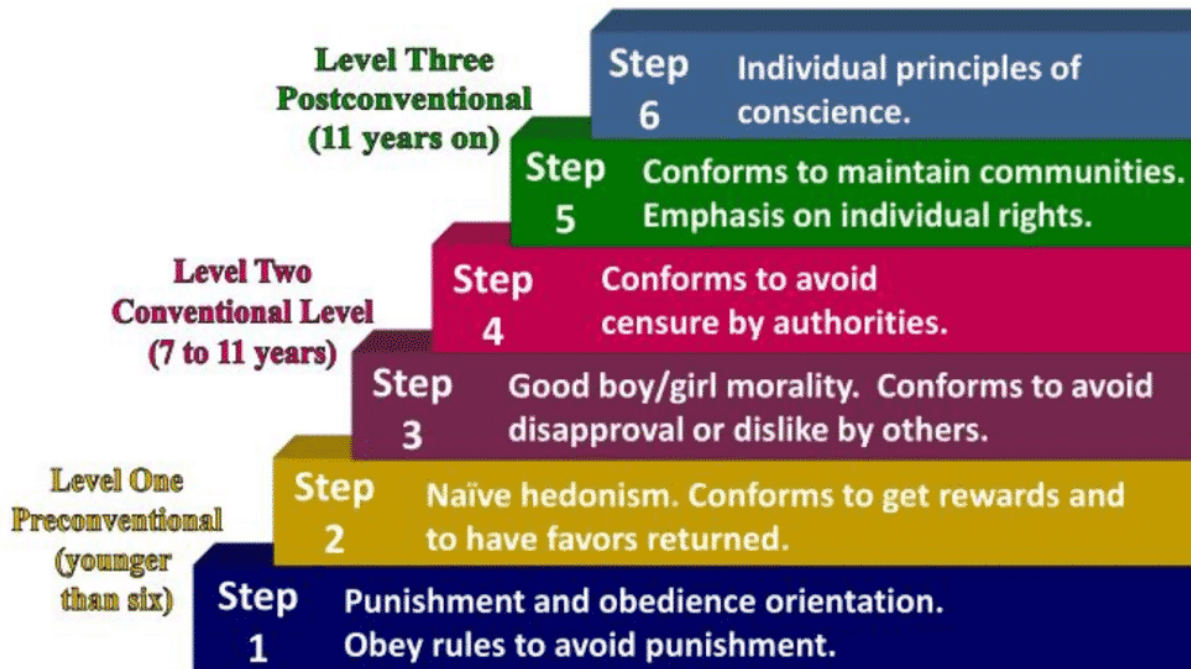 Level Three
Postconventional
(11 years on)
Step
6
Individual principles of
conscience.
Step
5
Conforms to maintain communities.
Emphasis on individual rights.
Level Two
Conventional Level
(7 to 11 years)
Step
4
Conforms to avoid
censure by authorities.
Step
3
Good boy/girl morality. Conforms to avoid
disapproval or dislike by others.
Level One
Preconventional
(younger
than six)
Step
2
Naïve hedonism. Conforms to get rewards and
to have favors returned.
Step
1
Punishment and obedience orientation.
Obey rules to avoid punishment.